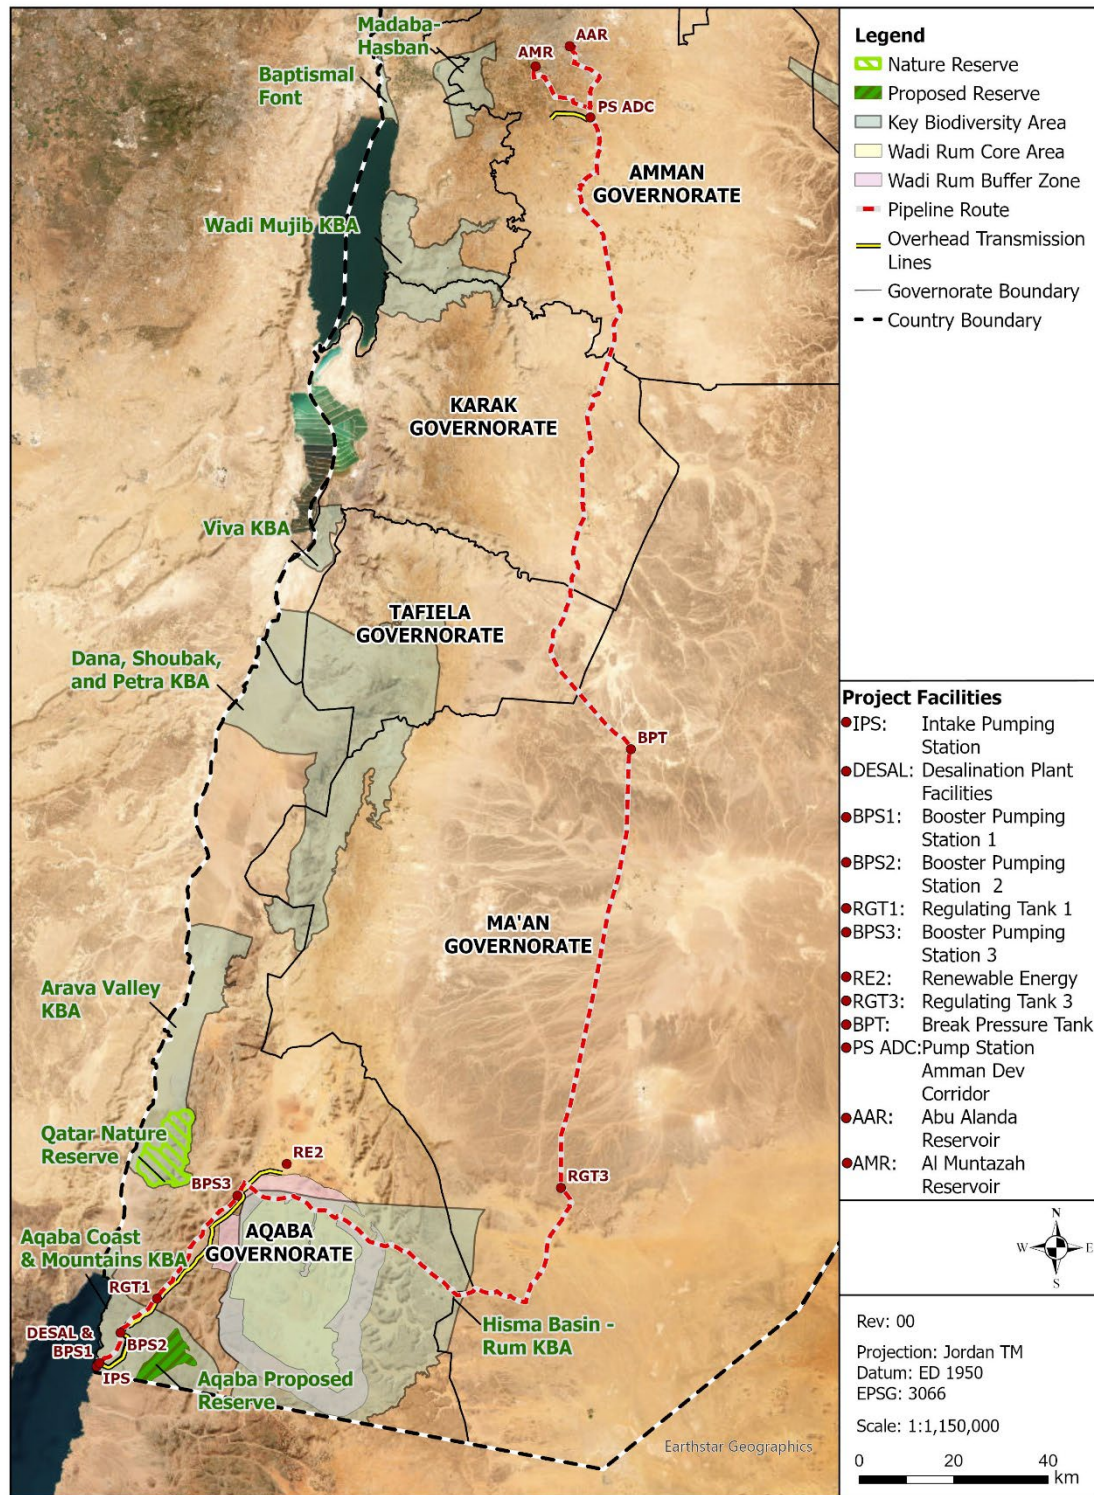 Madaba-
Hasban
AAR
AMR
Baptismal
Font
PS ADC
AMMAN
GOVERNORATE
Wadi Mujib KBA
KARAK
GOVERNORATE
Viva KBA
TAFIELA
GOVERNORATE
Dana, Shoubak,
and Petra KBA
BPT
MA'AN
GOVERNORATE
Arava Valley
KBA
Qatar Nature
Reserve
RE2
BPS3
RGT3
Aqaba Coast
& Mountains KBA
AQABA
GOVERNORATE
RGT1
Hisma Basin -
Rum KBA
DESAL &
BPS1
BPS2
IPS
Aqaba Proposed
Reserve
Earthstar Geographics
Legend
Nature Reserve
Proposed Reserve
Key Biodiversity Area
Wadi Rum Core Area
Wadi Rum Buffer Zone
Pipeline Route
Overhead Transmission
Lines
Governorate Boundary
Country Boundary
Project Facilities
IPS: Intake Pumping
Station
DESAL: Desalination Plant
Facilities
BPS1: Booster Pumping
Station 1
BPS2: Booster Pumping
Station 2
RGT1: Regulating Tank 1
BPS3: Booster Pumping
Station 3
RE2: Renewable Energy
RGT3: Regulating Tank 3
BPT: Break Pressure Tank
PS ADC: Pump Station
Amman Dev
Corridor
AAR: Abu Alanda
Reservoir
AMR: Al Muntazah
Reservoir
N
W E
S
Rev: 00
Projection: Jordan TM
Datum: ED 1950
EPSG: 3066
Scale: 1:1,150,000
0 20 40
km